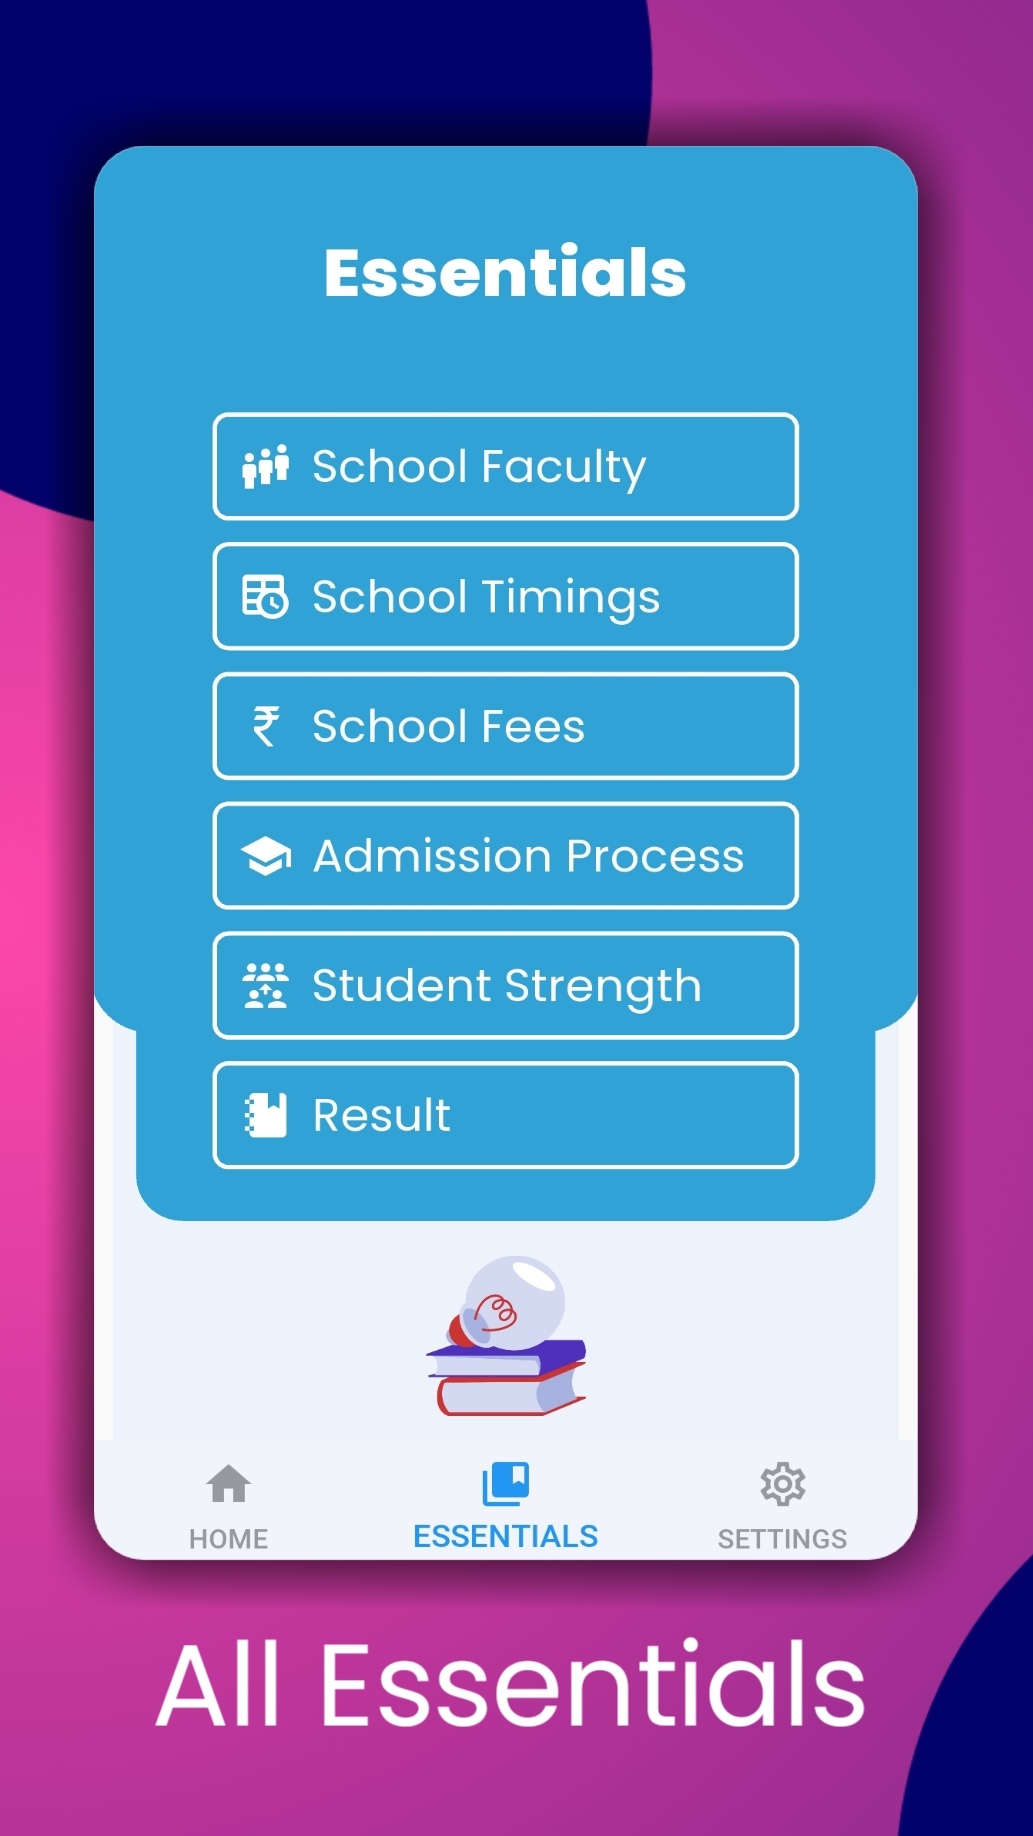 Essentials
School Faculty
School Timings
₹ School Fees
Admission Process
Student Strength
Result
HOME
ESSENTIALS
SETTINGS
All Essentials